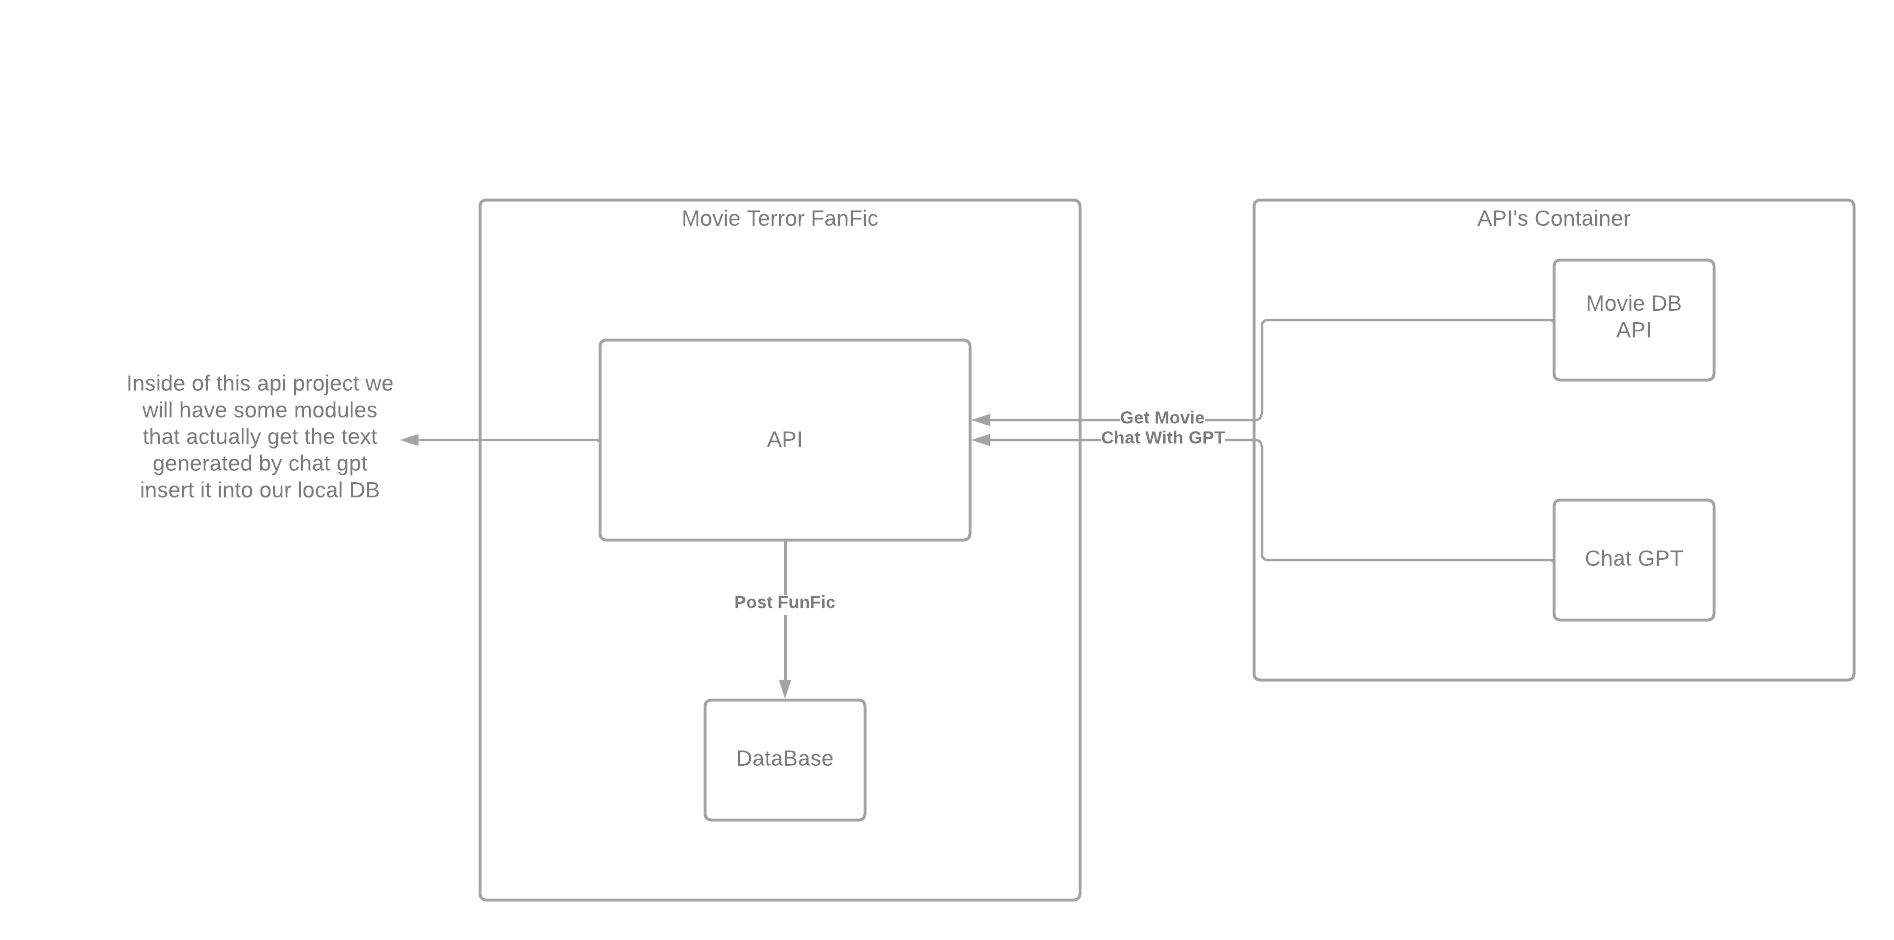 Movie Terror FanFic
API's Container
Movie DB
API
Inside of this api project we
will have some modules
that actually get the text
generated by chat gpt
insert it into our local DB
API
Get Movie
Chat With GPT
Chat GPT
Post FunFic
DataBase